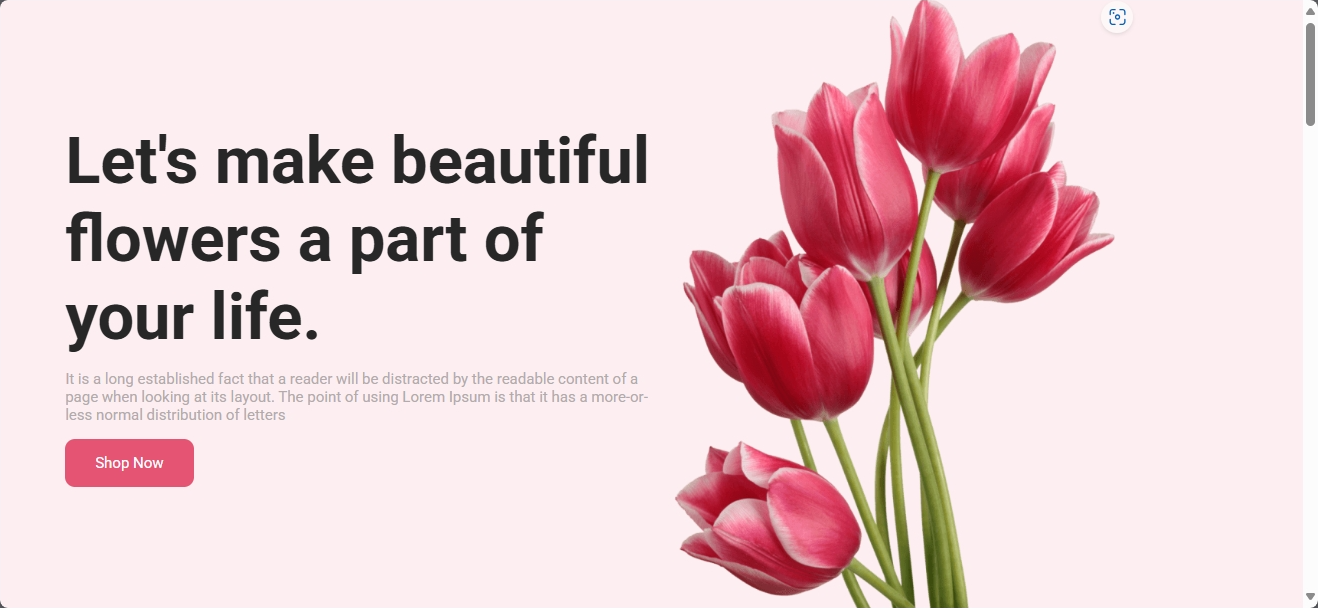 Let's make beautiful
flowers a part of
your life.
It is a long established fact that a reader will be distracted by the readable content of a
page when looking at its layout. The point of using Lorem Ipsum is that it has a more-or-
less normal distribution of letters
Shop Now